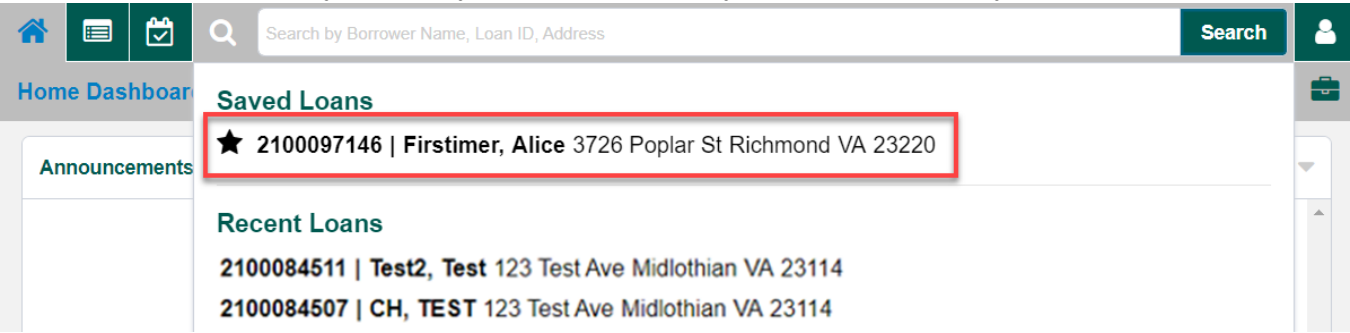 Search by Borrower Name, Loan ID, Address
Search
Home Dashboar
Saved Loans
2100097146 | Firstimer, Alice 3726 Poplar St Richmond VA 23220
Announcements
Recent Loans
2100084511 | Test2, Test 123 Test Ave Midlothian VA 23114
2100084507 | CH, TEST 123 Test Ave Midlothian VA 23114